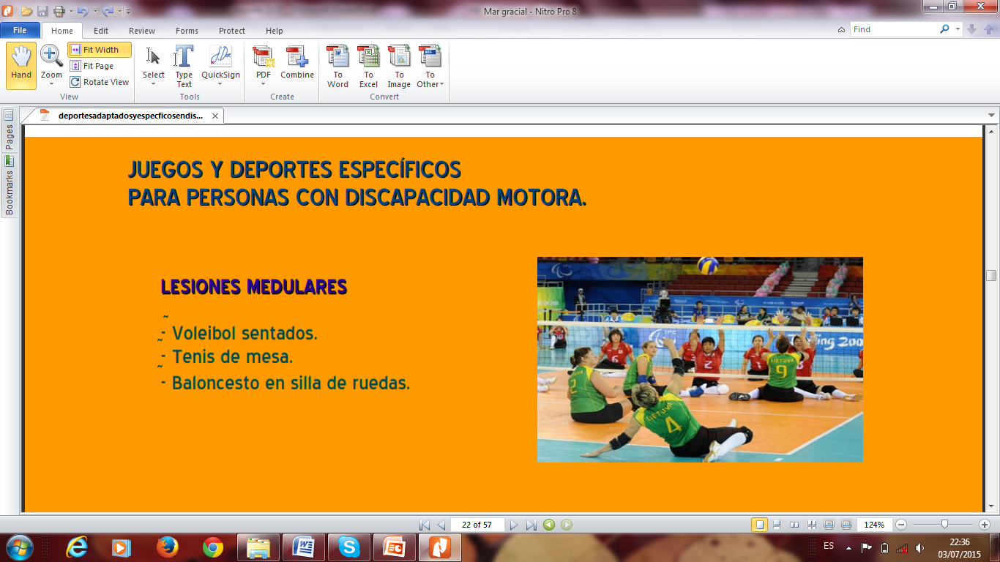 Mar gracial - Nitro Pro 8
File Home Edit Review Forms Protect Help Find
Hand Zoom Fit Width Fit Page Rotate View
Select Type Text QuickSign
PDF Combine
To Word To Excel To Image To Other
View Tools Create Convert
deportesadaptadosyespecficosendis...
Pages
Bookmarks
JUEGOS Y DEPORTES ESPECÍFICOS
PARA PERSONAS CON DISCAPACIDAD MOTORA.
LESIONES MEDULARES
- Voleibol sentados.
- Tenis de mesa.
- Baloncesto en silla de ruedas.
IPC
6
2
LIETUVA
9
2
LIETUVA
4
22 of 57
124%
ES
22:36
03/07/2015